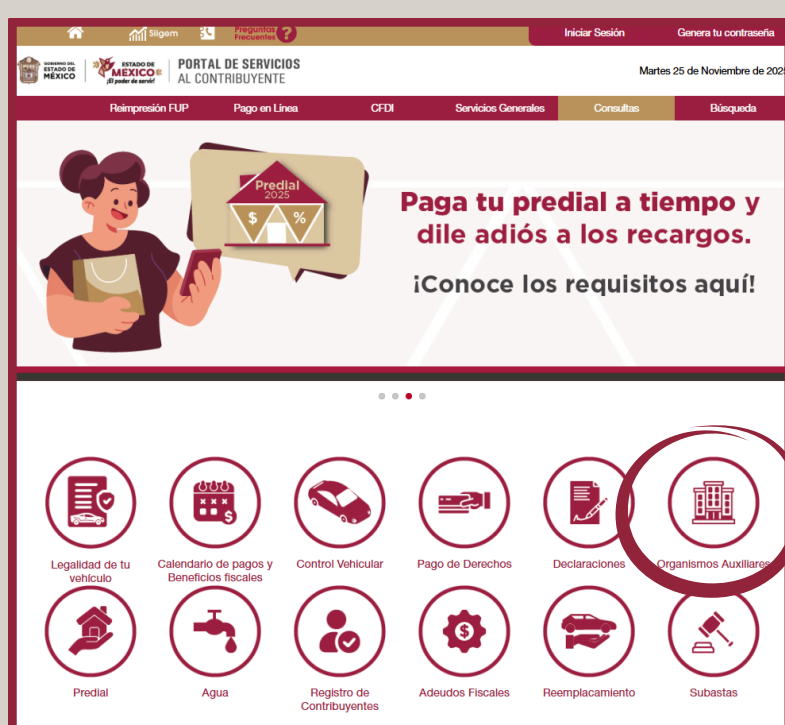 Siigem
Preguntas
Frecuentes
?
Iniciar Sesión
Genera tu contraseña
GOBIERNO DEL
ESTADO DE
MÉXICO
ESTADO DE
MÉXICO
¡El poder de servir!
PORTAL DE SERVICIOS
AL CONTRIBUYENTE
Martes 25 de Noviembre de 2025
Reimpresión FUP
Pago en Línea
CFDI
Servicios Generales
Consultas
Búsqueda
Predial
2025
$ %
Paga tu predial a tiempo y
dile adiós a los recargos.
¡Conoce los requisitos aquí!
Legalidad de tu
vehículo
Calendario de pagos y
Beneficios fiscales
Control Vehicular
Pago de Derechos
Declaraciones
Organismos Auxiliares
Predial
Agua
Registro de
Contribuyentes
Adeudos Fiscales
Reemplacamiento
Subastas